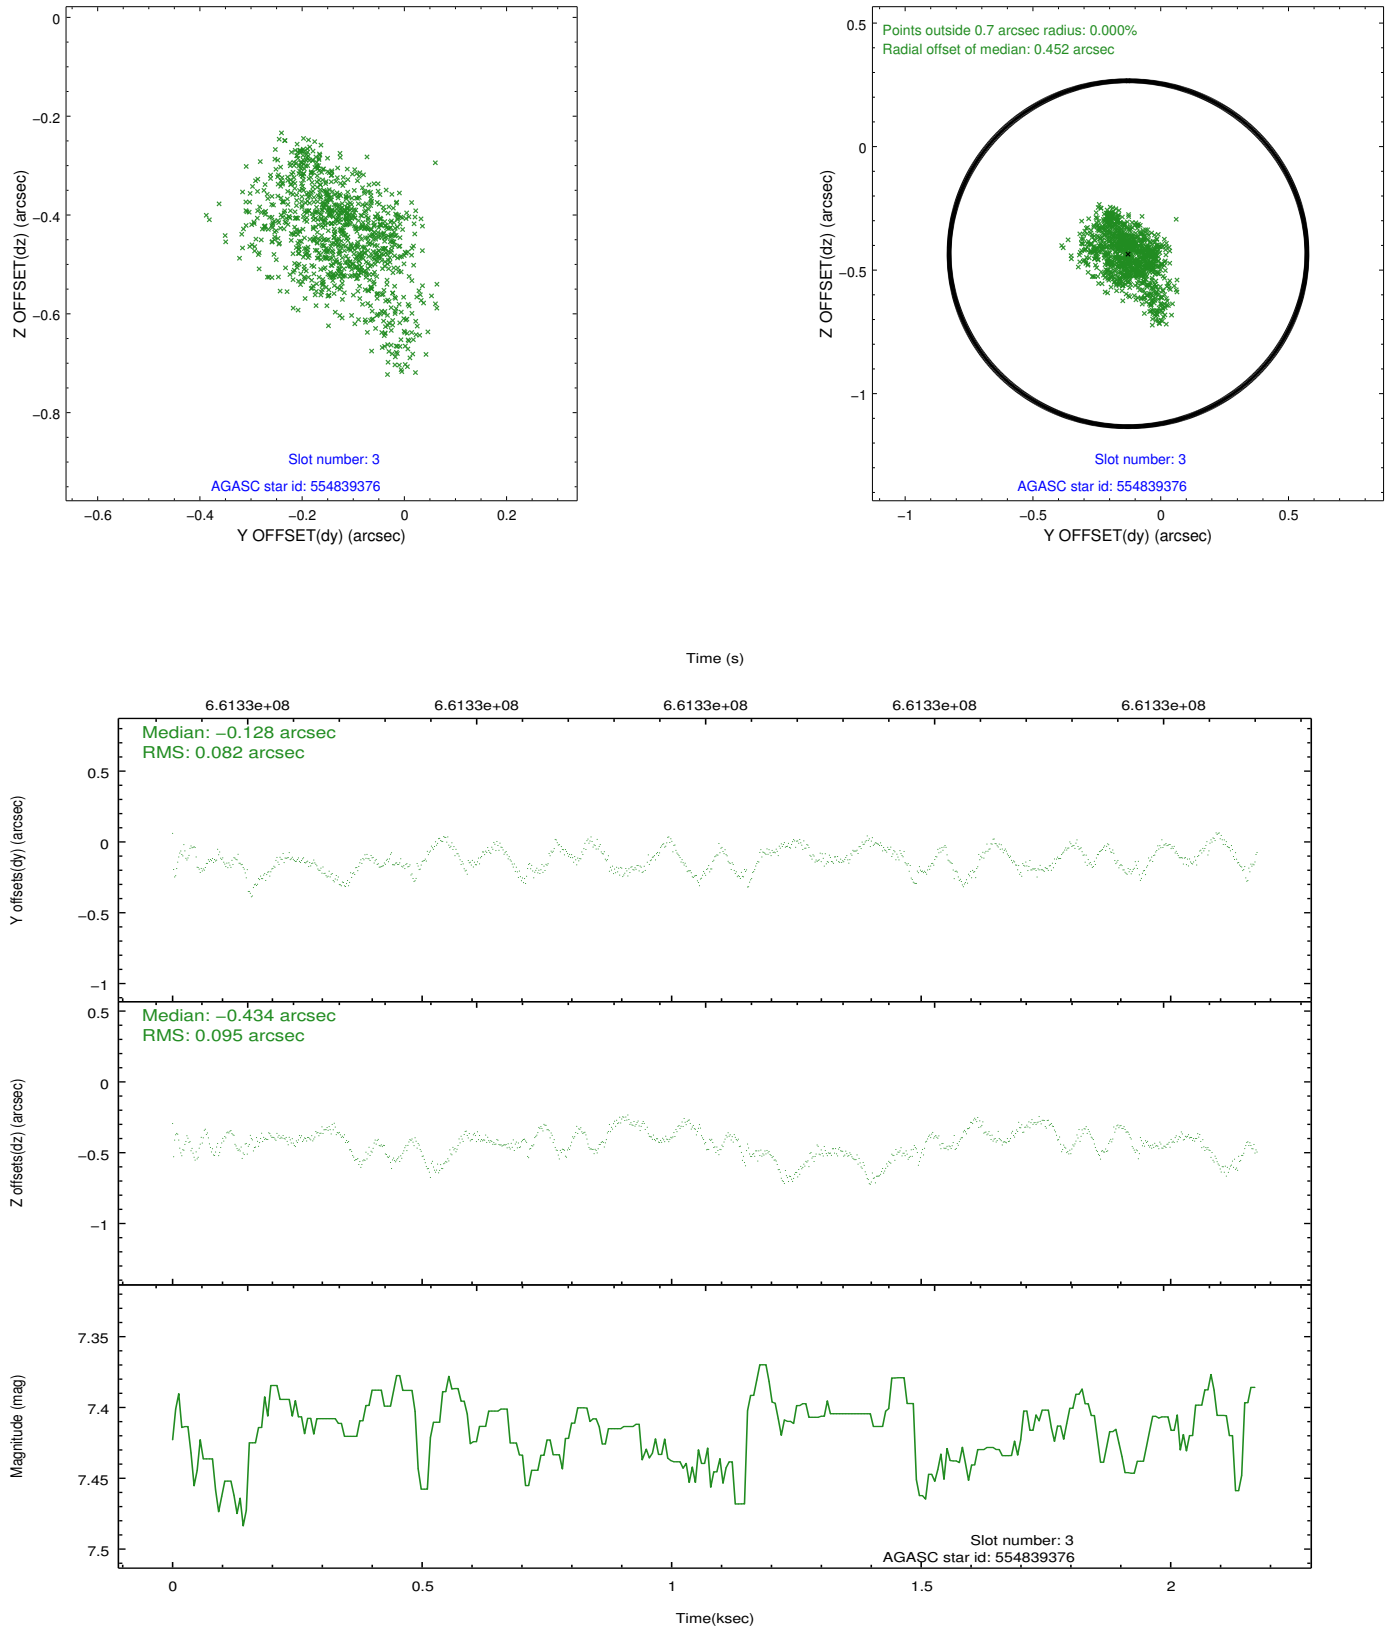 0
−0.2
−0.4
−0.6
−0.8
Z OFFSET(dz) (arcsec)
Slot number: 3
AGASC star id: 554839376
−0.6 −0.4 −0.2 0 0.2
Y OFFSET(dy) (arcsec)
Points outside 0.7 arcsec radius: 0.000%
Radial offset of median: 0.452 arcsec
0.5
0
−0.5
−1
Z OFFSET(dz) (arcsec)
Slot number: 3
AGASC star id: 554839376
−1 −0.5 0 0.5
Y OFFSET(dy) (arcsec)
Time (s)
6.6133e+08 6.6133e+08 6.6133e+08 6.6133e+08 6.6133e+08
Median: −0.128 arcsec
RMS: 0.082 arcsec
0.5
0
−0.5
−1
Y offsets(dy) (arcsec)
Median: −0.434 arcsec
RMS: 0.095 arcsec
0.5
0
−0.5
−1
Z offsets(dz) (arcsec)
7.35
7.4
7.45
7.5
Magnitude (mag)
Slot number: 3
AGASC star id: 554839376
0 0.5 1 1.5 2
Time(ksec)